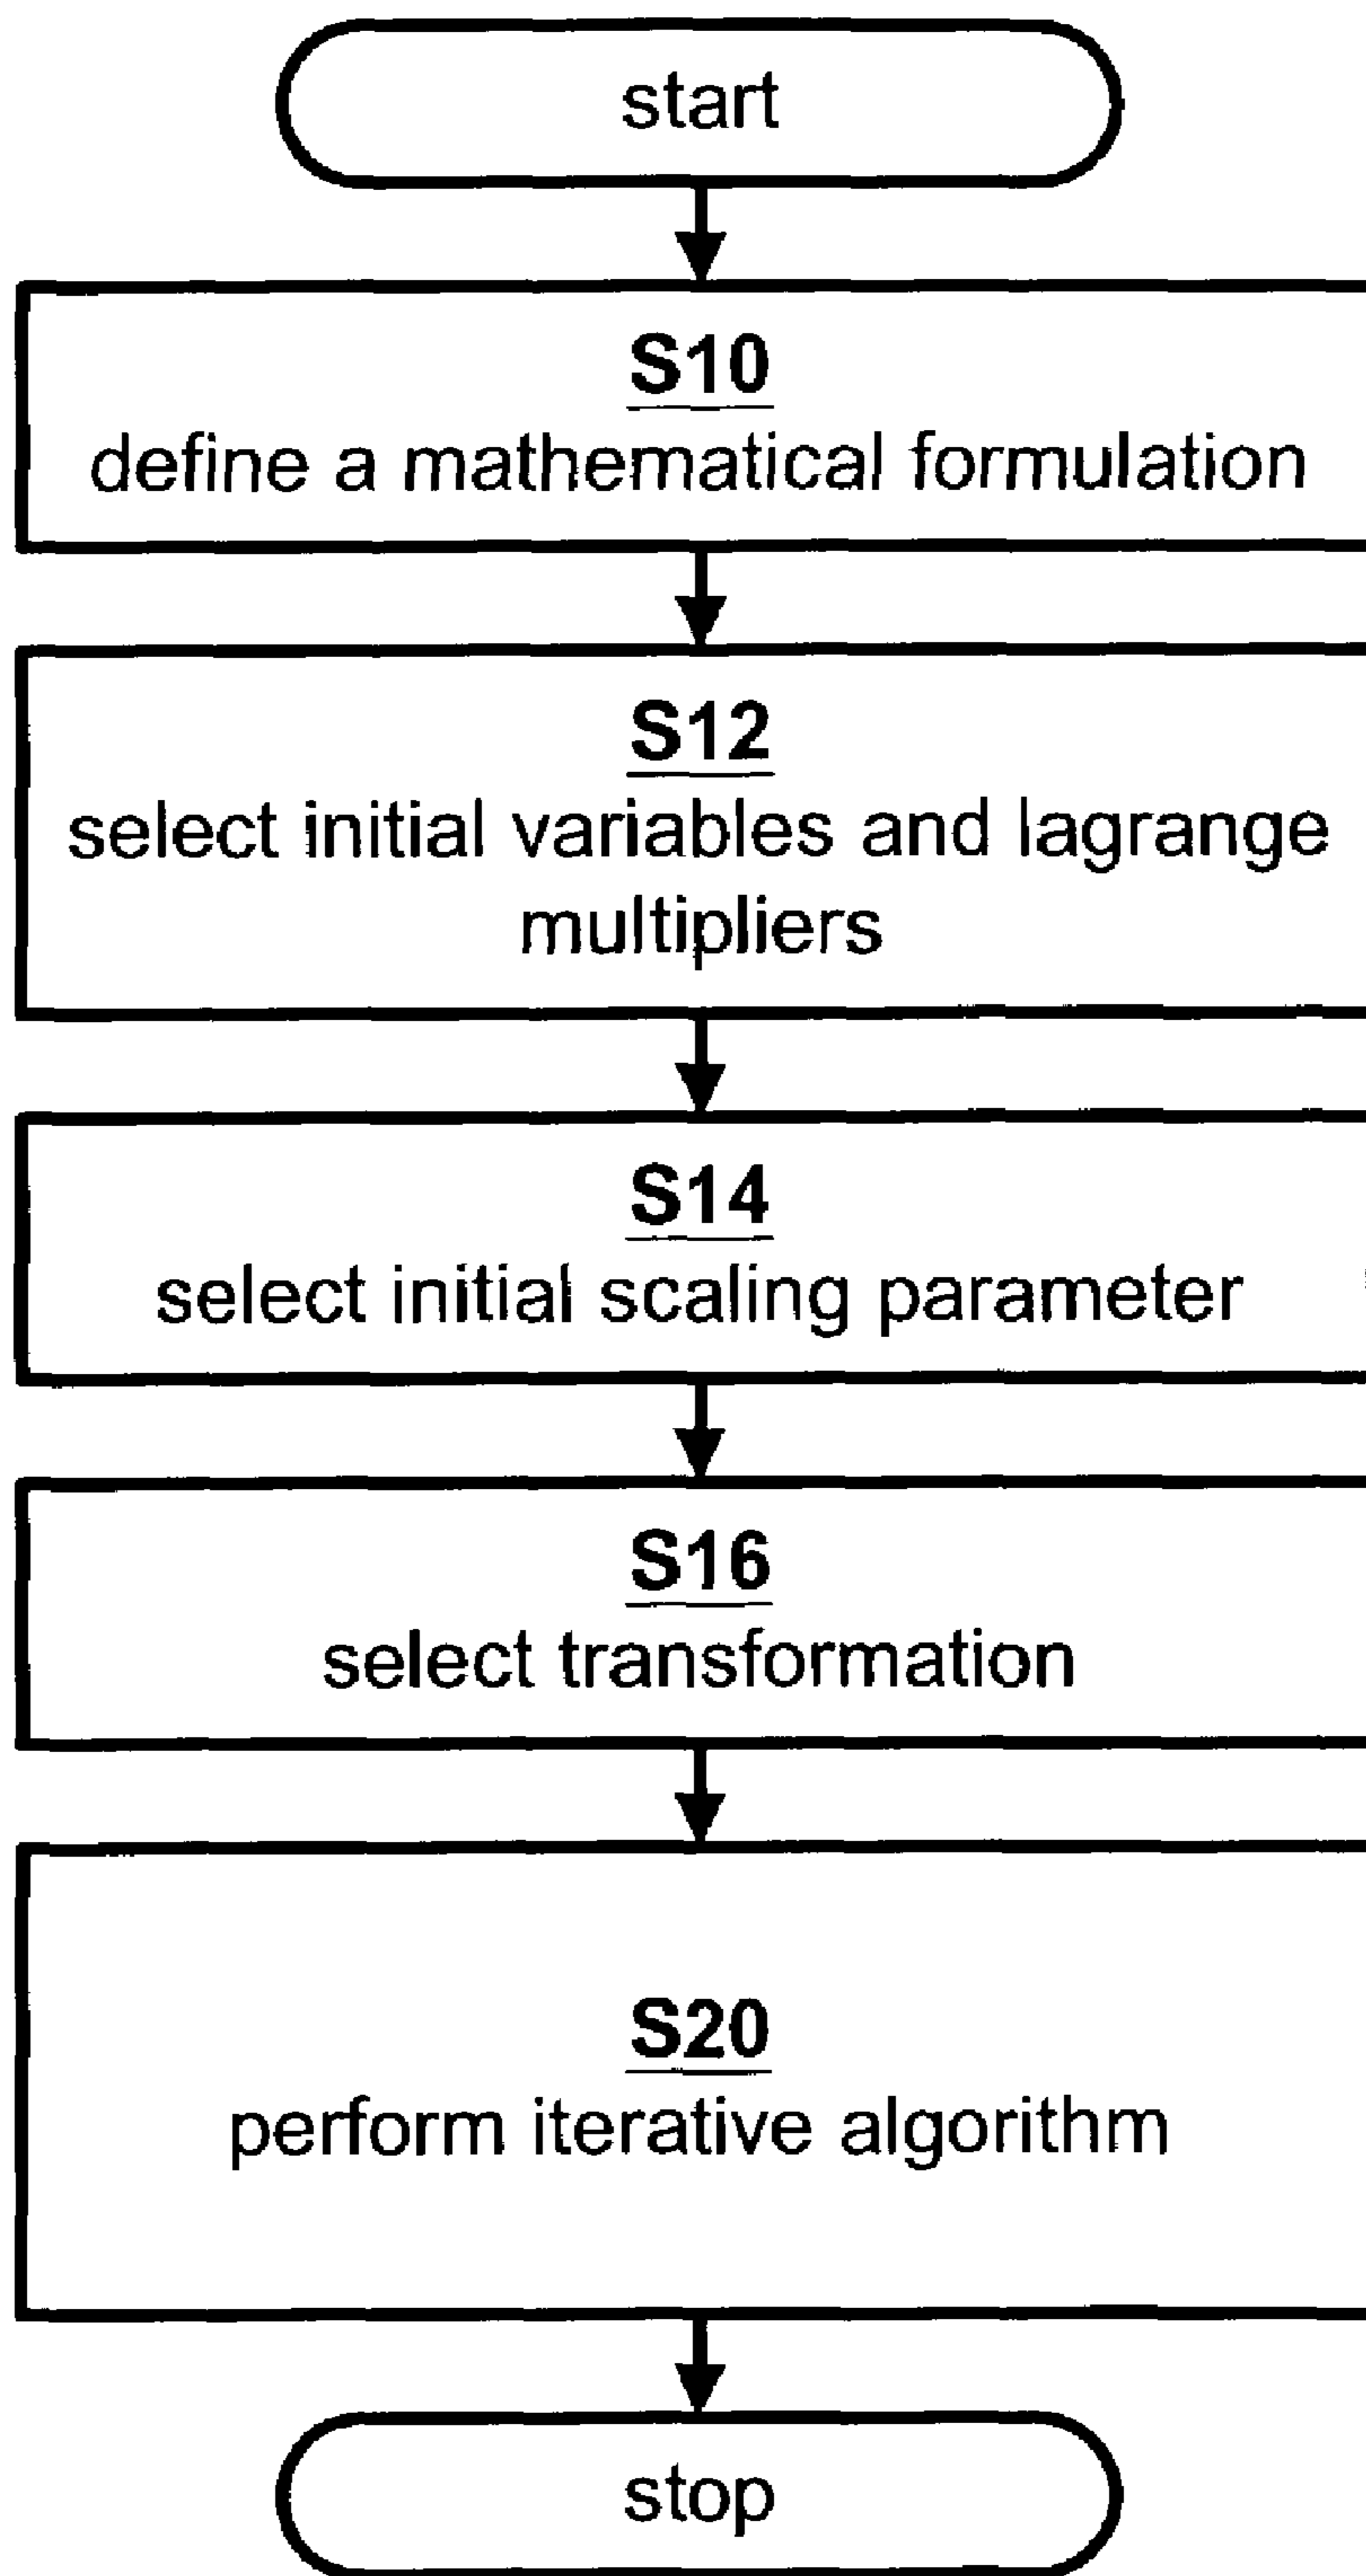 start
S10
define a mathematical formulation
S12
select initial variables and lagrange
multipliers
S14
select initial scaling parameter
S16
select transformation
S20
perform iterative algorithm
stop